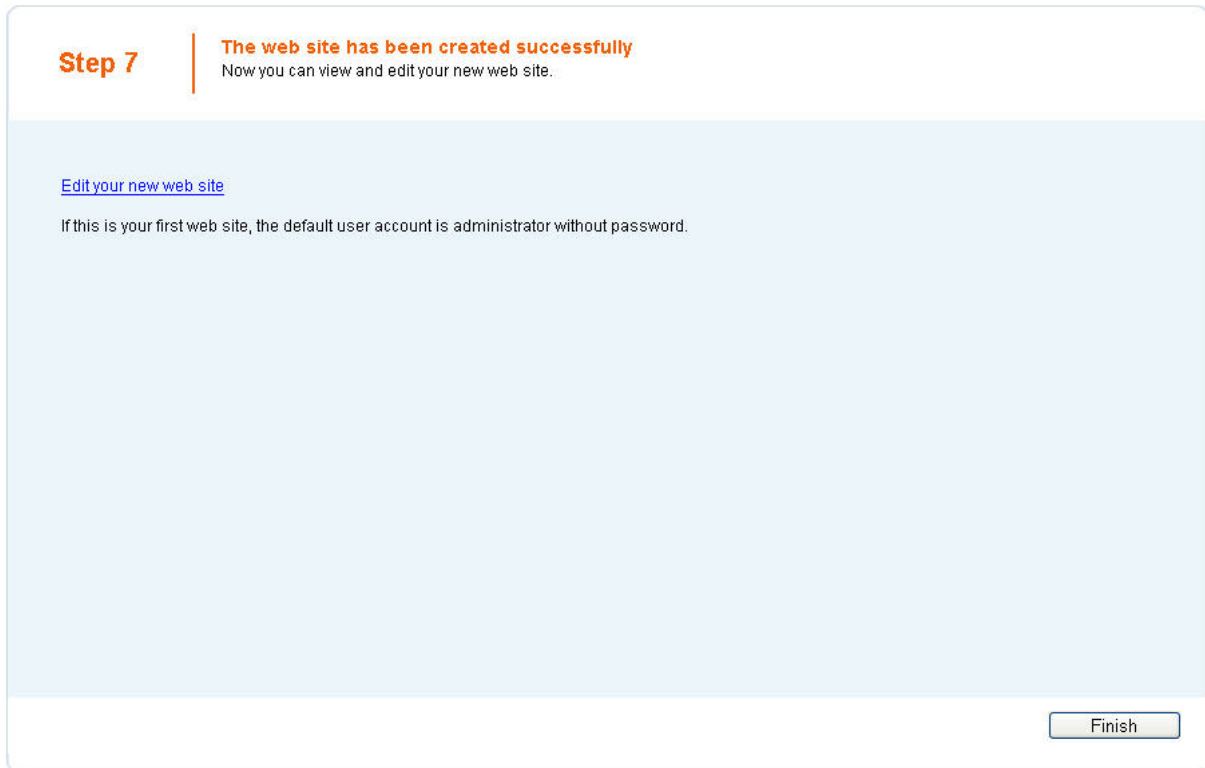 Step 7
The web site has been created successfully
Now you can view and edit your new web site.
Edit your new web site
If this is your first web site, the default user account is administrator without password.
Finish